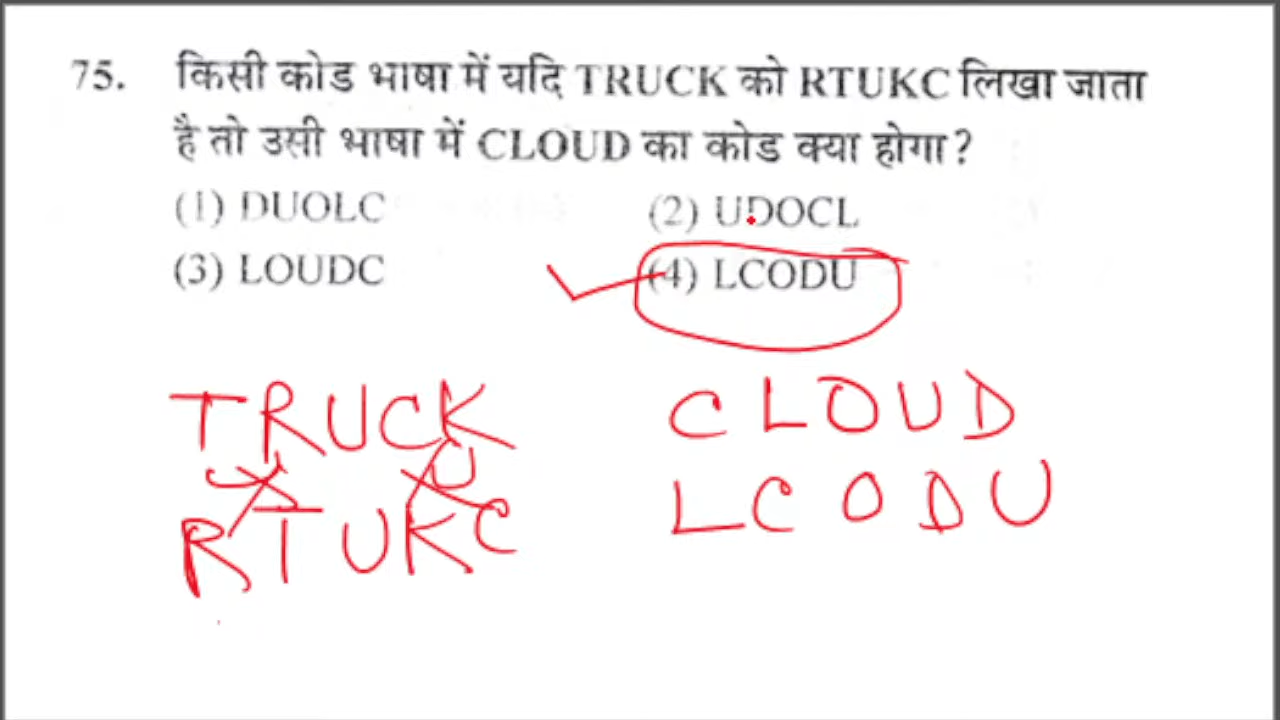 75. किसी कोड भाषा में यदि TRUCK को RTUKC लिखा जाता
है तो उसी भाषा में CLOUD का कोड क्या होगा?
(1) DUOLC (2) UDOCL
(3) LOUDC (4) LCODU
TRUCK CLOUD
RTUKC LCODU